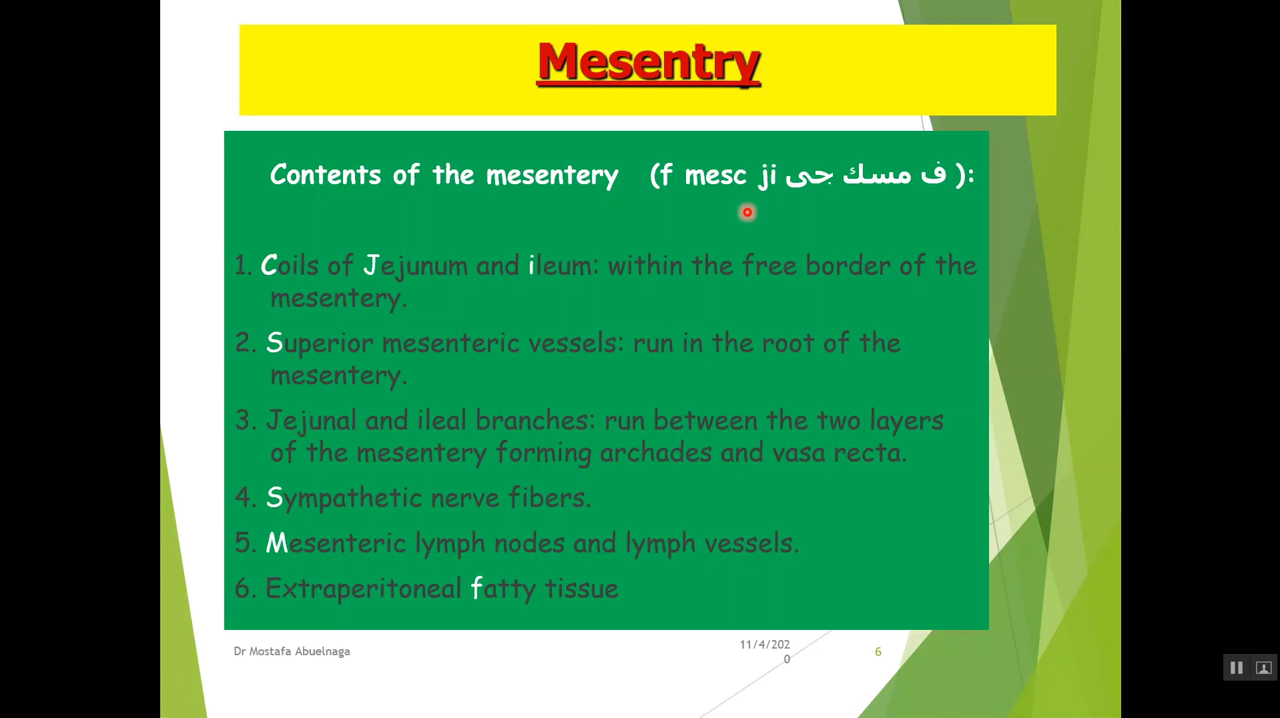 Mesentry
Contents of the mesentery (f mesc ji ف مسك جى ):
1. Coils of Jejunum and ileum: within the free border of the
mesentery.
2. Superior mesenteric vessels: run in the root of the
mesentery.
3. Jejunal and ileal branches: run between the two layers
of the mesentery forming archades and vasa recta.
4. Sympathetic nerve fibers.
5. Mesenteric lymph nodes and lymph vessels.
6. Extraperitoneal fatty tissue
Dr Mostafa Abuelnaga
11/4/202
0
6